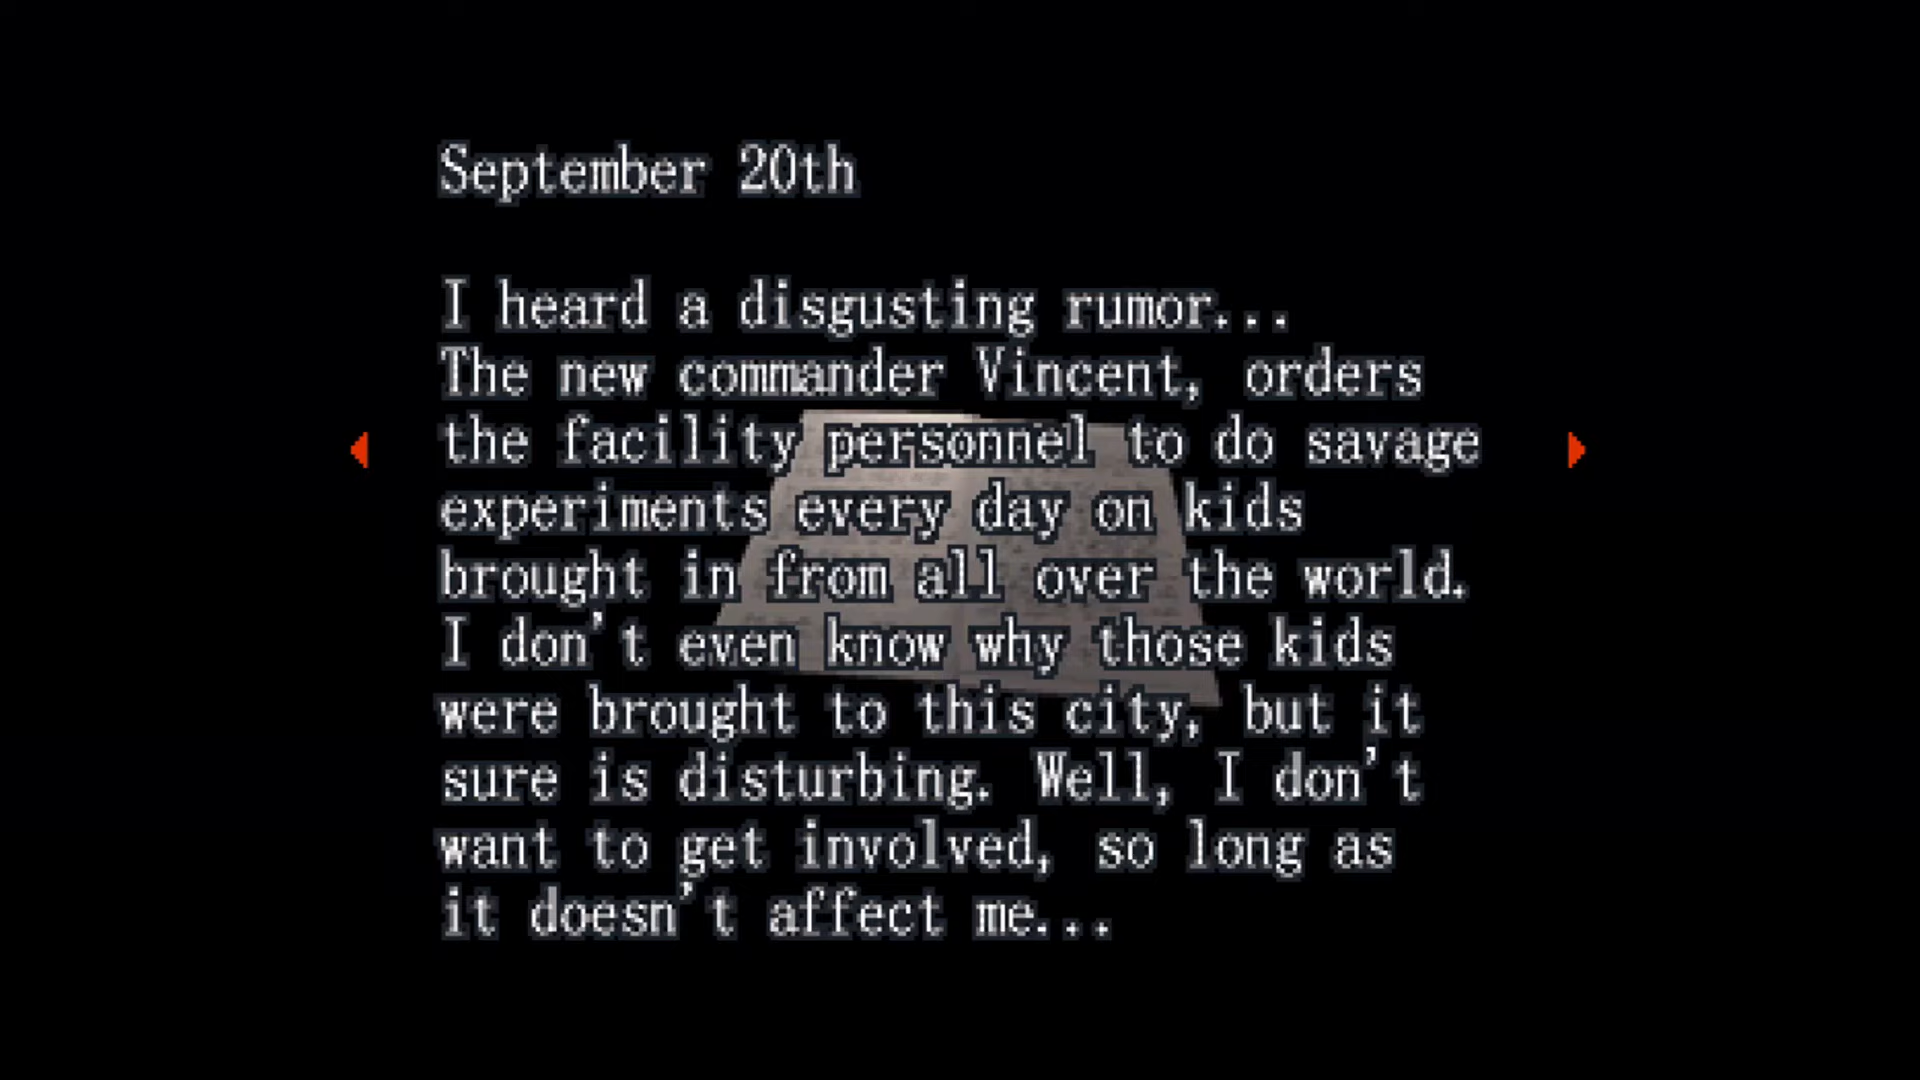 September 20th
I heard a disgusting rumor...
The new commander Vincent, orders
the facility personnel to do savage
experiments every day on kids
brought in from all over the world.
I don't even know why those kids
were brought to this city, but it
sure is disturbing. Well, I don't
want to get involved, so long as
it doesn't affect me...